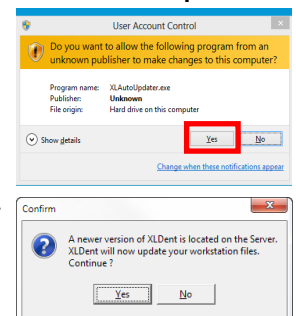 User Account Control
Do you want to allow the following program from an
unknown publisher to make changes to this computer?
Program name: XLAutoUpdater.exe
Publisher: Unknown
File origin: Hard drive on this computer
Show details Yes No
Change when these notifications appear
Confirm
A newer version of XLDent is located on the Server.
XLDent will now update your workstation files.
Continue ?
Yes No